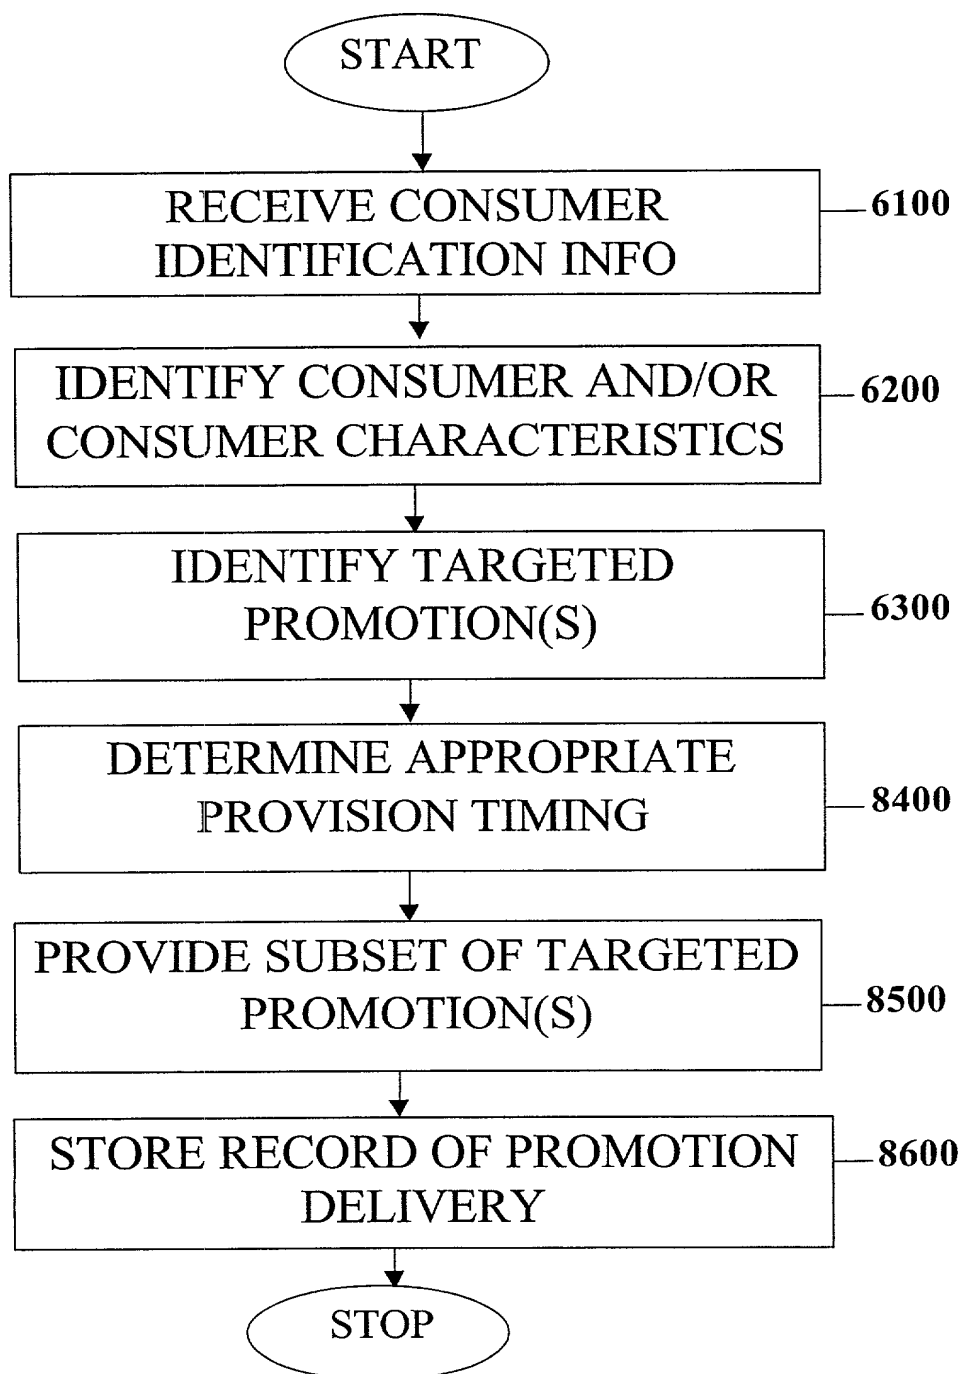 START
RECEIVE CONSUMER
IDENTIFICATION INFO
6100
IDENTIFY CONSUMER AND/OR
CONSUMER CHARACTERISTICS
6200
IDENTIFY TARGETED
PROMOTION(S)
6300
DETERMINE APPROPRIATE
PROVISION TIMING
8400
PROVIDE SUBSET OF TARGETED
PROMOTION(S)
8500
STORE RECORD OF PROMOTION
DELIVERY
8600
STOP